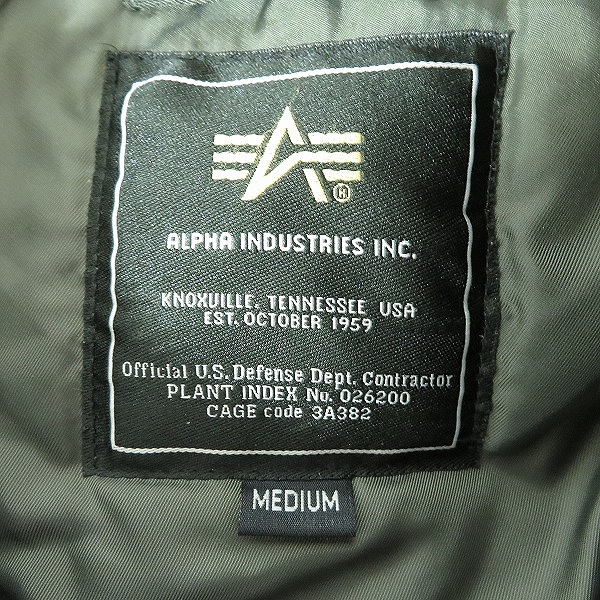 ®
ALPHA INDUSTRIES INC.
KNOXVILLE, TENNESSEE USA
EST. OCTOBER 1959
Official U.S. Defense Dept. Contractor
PLANT INDEX No. 026200
CAGE code 3A382
MEDIUM